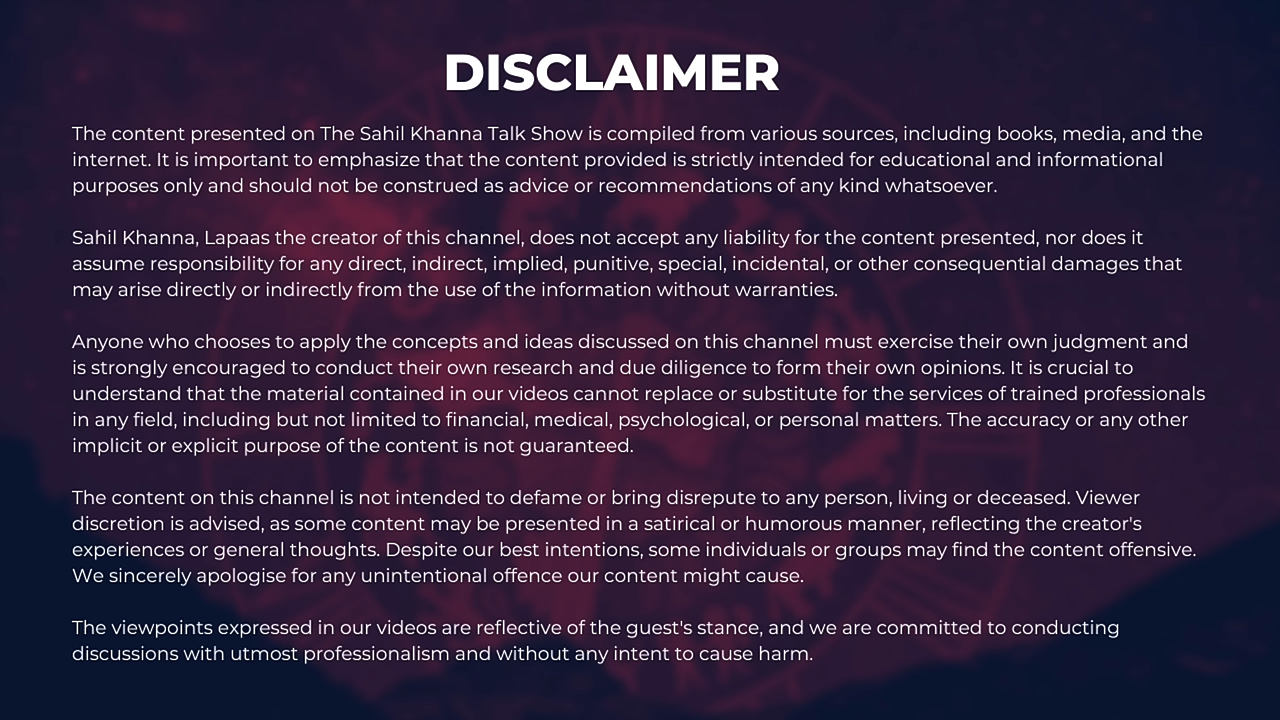 DISCLAIMER
The content presented on The Sahil Khanna Talk Show is compiled from various sources, including books, media, and the
internet. It is important to emphasize that the content provided is strictly intended for educational and informational
purposes only and should not be construed as advice or recommendations of any kind whatsoever.
Sahil Khanna, Lapaas the creator of this channel, does not accept any liability for the content presented, nor does it
assume responsibility for any direct, indirect, implied, punitive, special, incidental, or other consequential damages that
may arise directly or indirectly from the use of the information without warranties.
Anyone who chooses to apply the concepts and ideas discussed on this channel must exercise their own judgment and
is strongly encouraged to conduct their own research and due diligence to form their own opinions. It is crucial to
understand that the material contained in our videos cannot replace or substitute for the services of trained professionals
in any field, including but not limited to financial, medical, psychological, or personal matters. The accuracy or any other
implicit or explicit purpose of the content is not guaranteed.
The content on this channel is not intended to defame or bring disrepute to any person, living or deceased. Viewer
discretion is advised, as some content may be presented in a satirical or humorous manner, reflecting the creator's
experiences or general thoughts. Despite our best intentions, some individuals or groups may find the content offensive.
We sincerely apologise for any unintentional offence our content might cause.
The viewpoints expressed in our videos are reflective of the guest's stance, and we are committed to conducting
discussions with utmost professionalism and without any intent to cause harm.